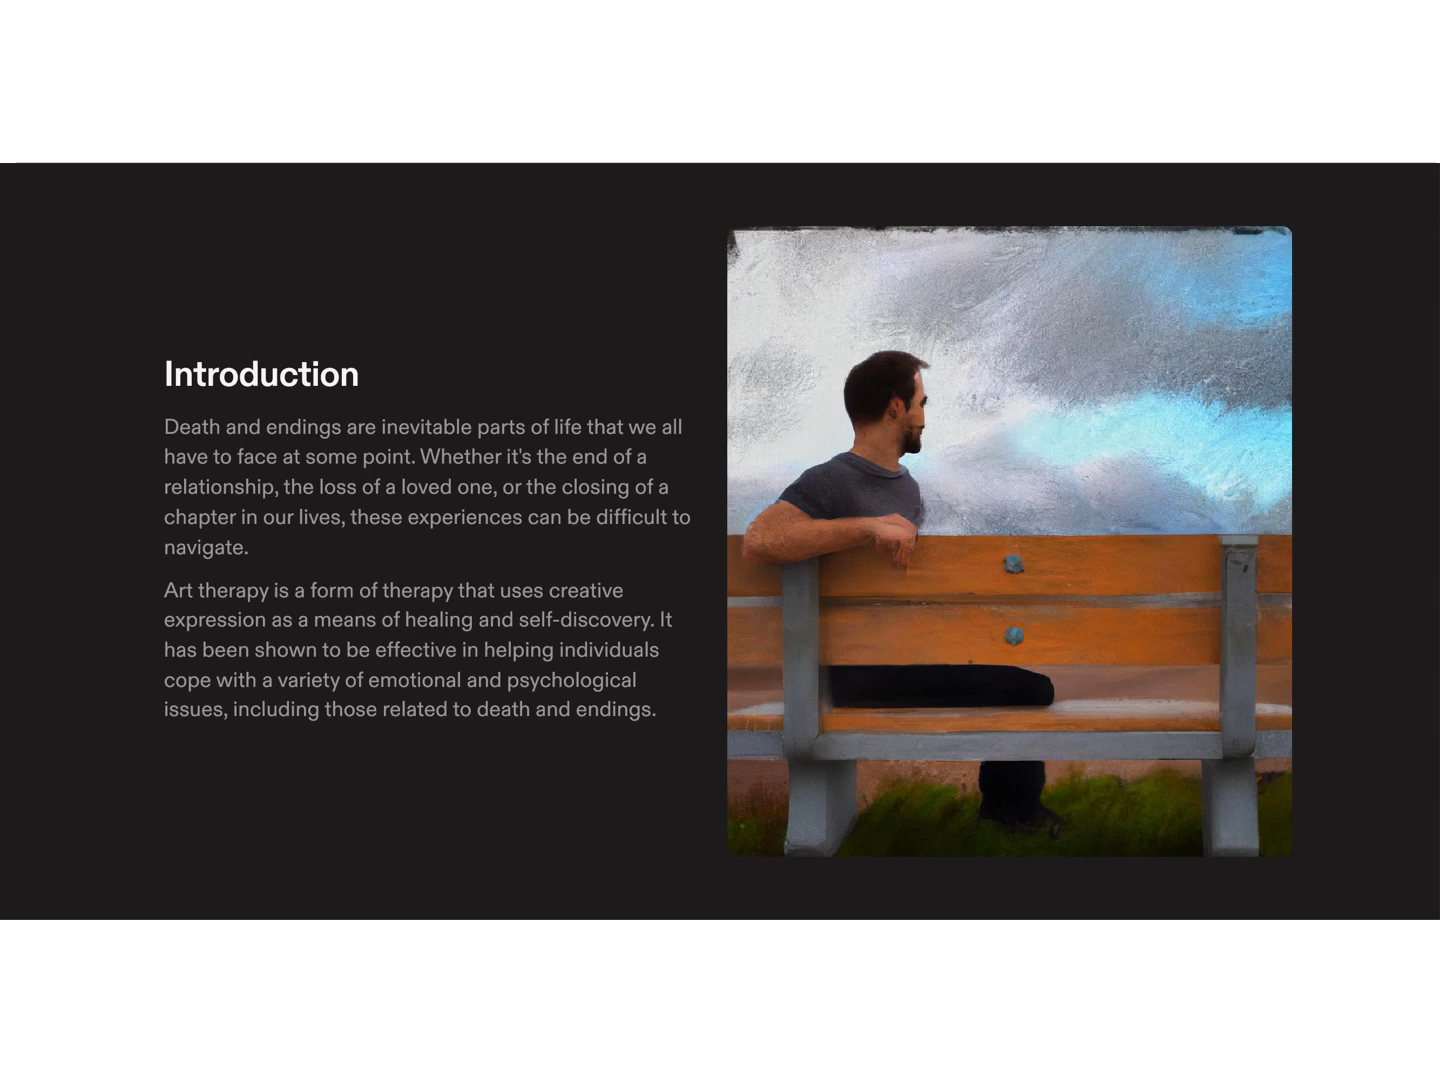 Introduction
Death and endings are inevitable parts of life that we all
have to face at some point. Whether it's the end of a
relationship, the loss of a loved one, or the closing of a
chapter in our lives, these experiences can be difficult to
navigate.
Art therapy is a form of therapy that uses creative
expression as a means of healing and self-discovery. It
has been shown to be effective in helping individuals
cope with a variety of emotional and psychological
issues, including those related to death and endings.